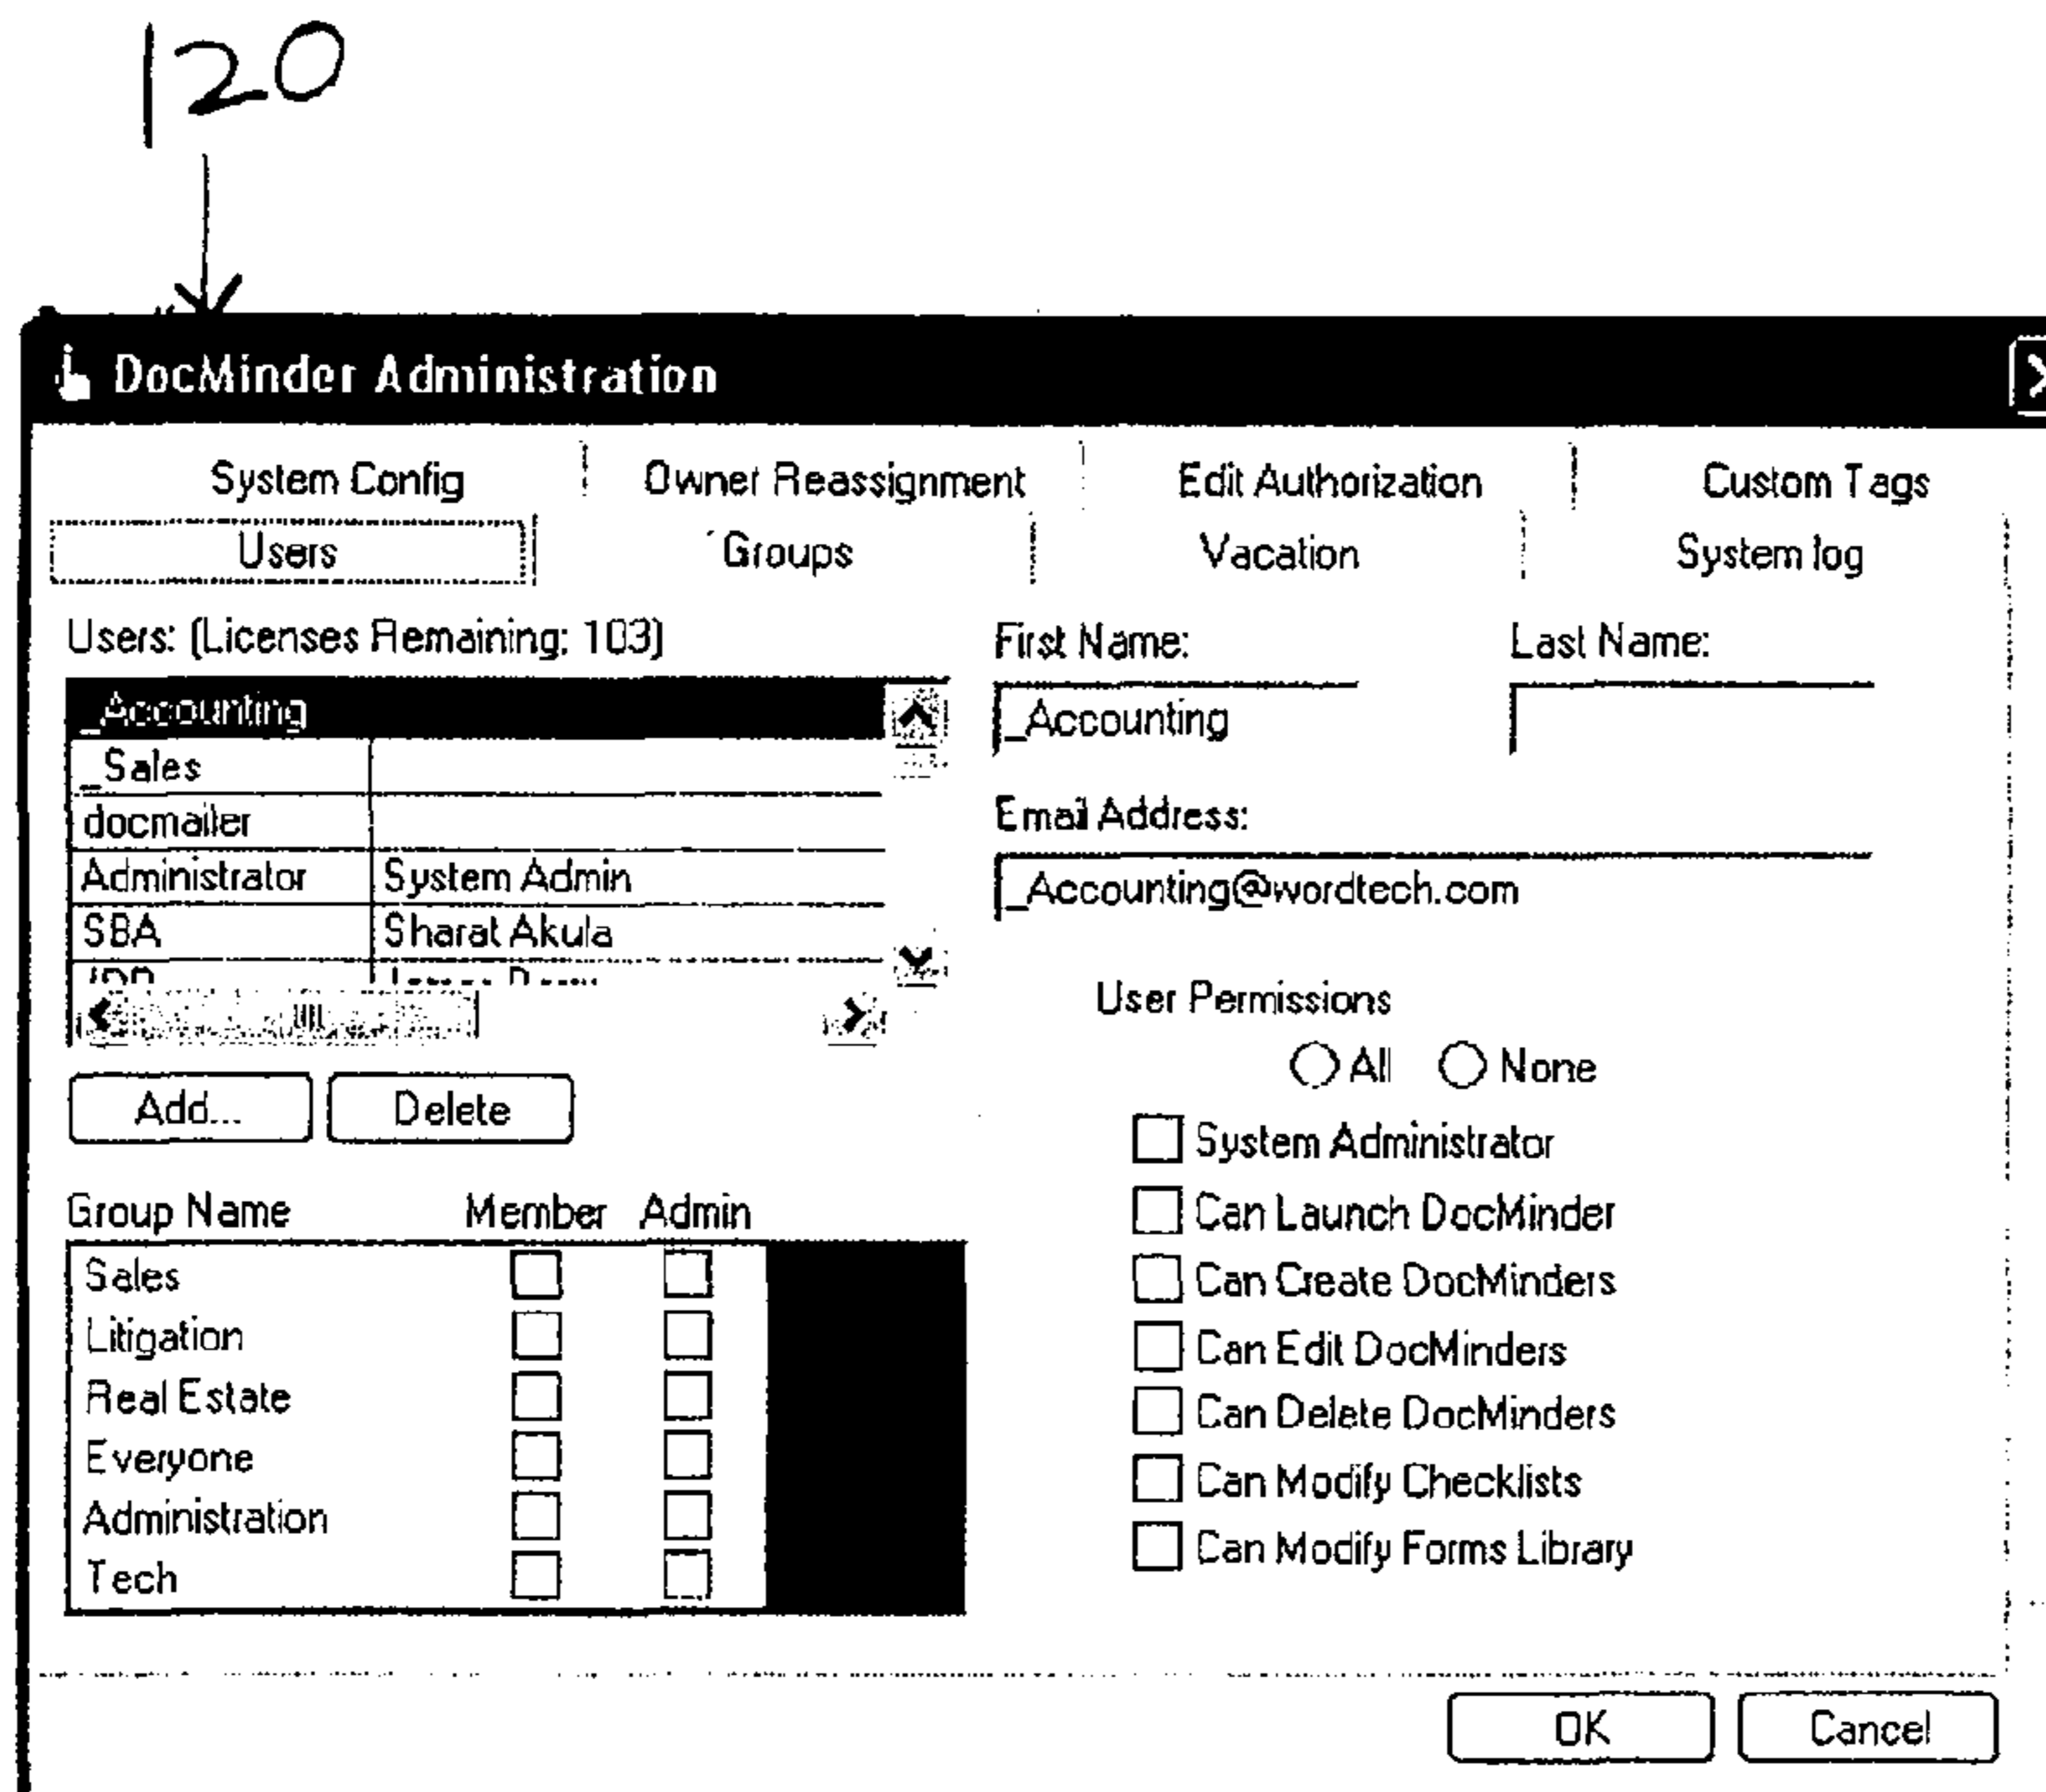 120
DocMinder Administration
System Config Owner Reassignment Edit Authorization Custom Tags
Users Groups Vacation System log
Users: (Licenses Remaining: 103)
_Accounting
_Sales
docmailer
Administrator System Admin
SBA Sharat Akula
Add... Delete
Group Name Member Admin
Sales
Litigation
Real Estate
Everyone
Administration
Tech
First Name: Last Name:
_Accounting
Email Address:
_Accounting@wordtech.com
User Permissions
All None
System Administrator
Can Launch DocMinder
Can Create DocMinders
Can Edit DocMinders
Can Delete DocMinders
Can Modify Checklists
Can Modify Forms Library
OK Cancel